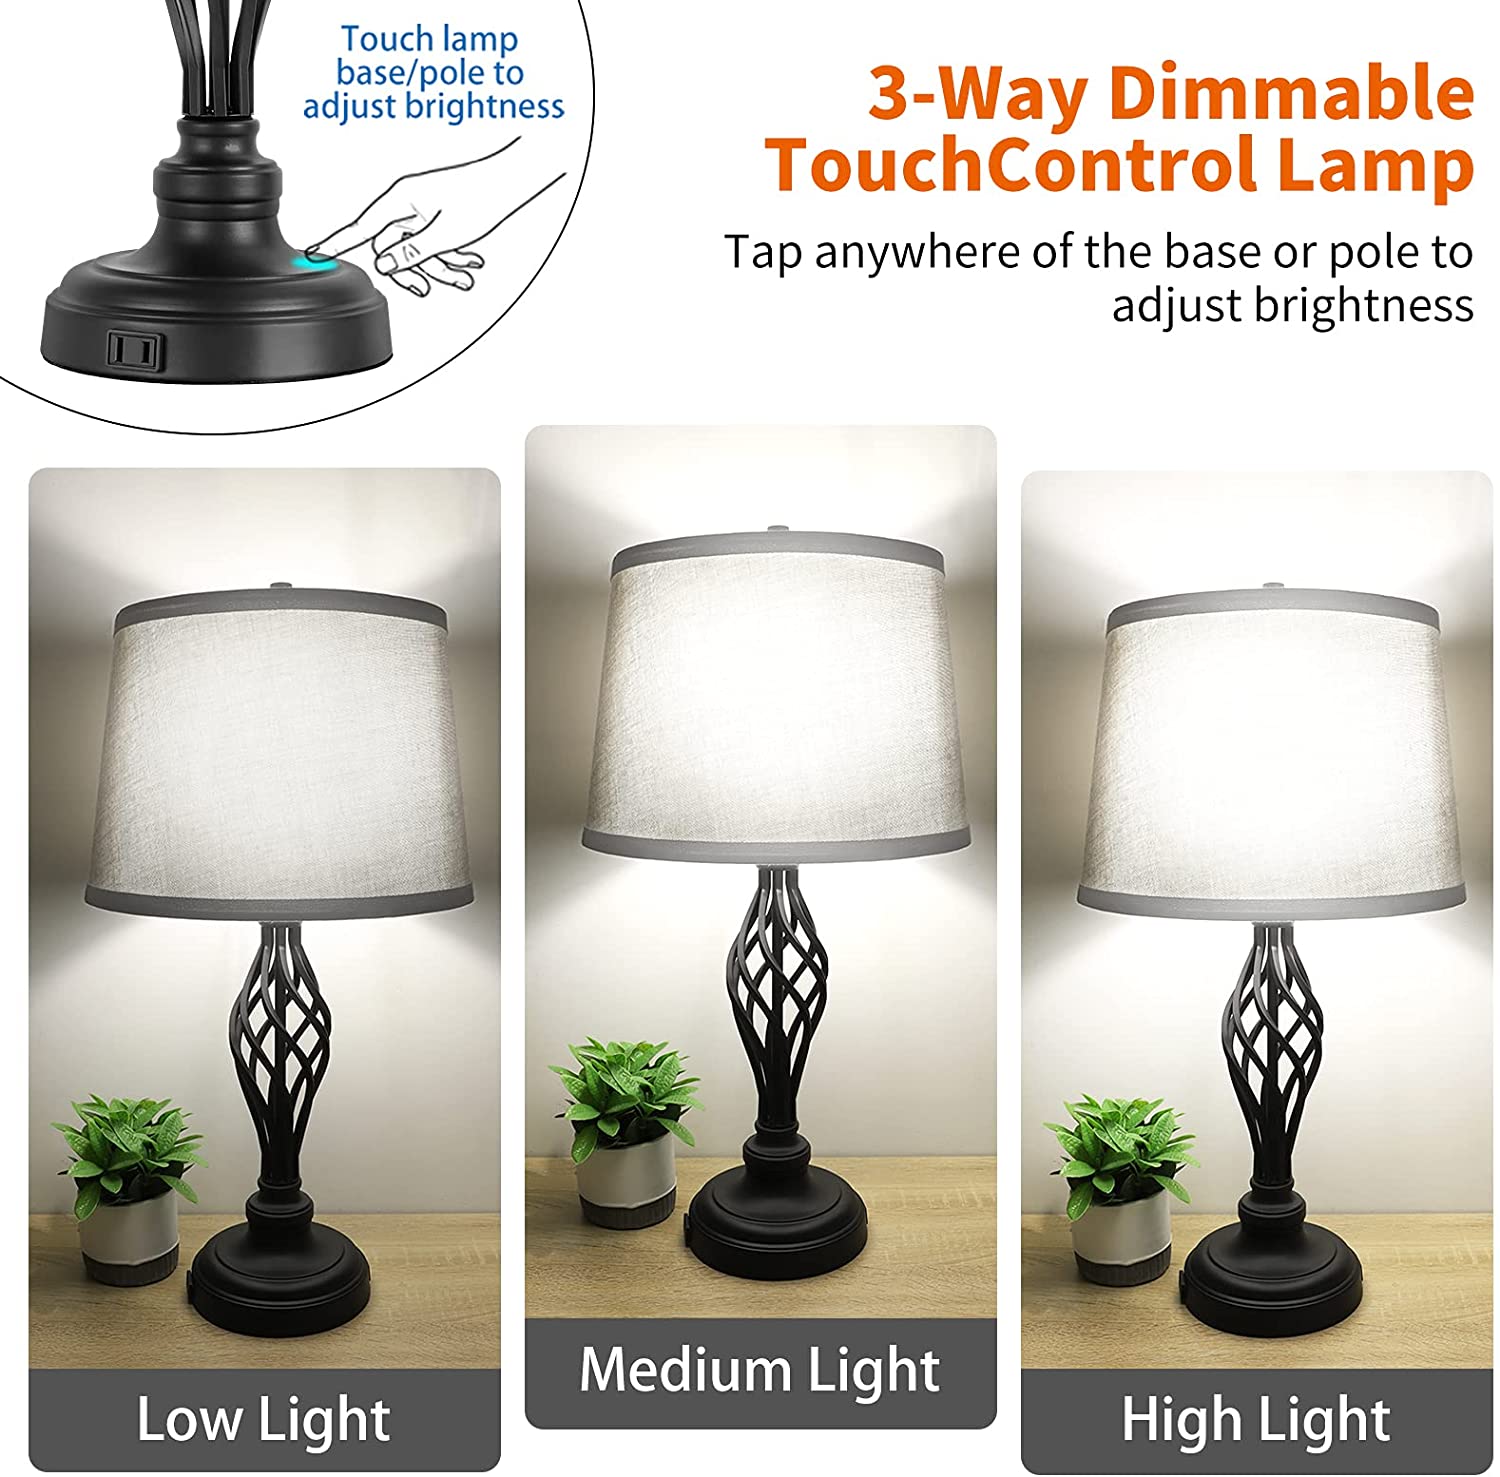 Touch lamp
base/pole to
adjust brightness
3-Way Dimmable
TouchControl Lamp
Tap anywhere of the base or pole to
adjust brightness
Low Light
Medium Light
High Light